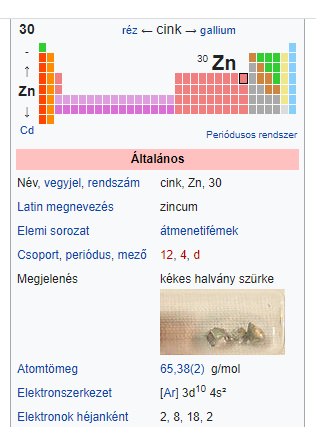 30 réz ← cink → gallium
-
↑
Zn
↓
Cd
30 Zn
Periódusos rendszer
Általános
Név, vegyjel, rendszám cink, Zn, 30
Latin megnevezés zincum
Elemi sorozat átmenetifémek
Csoport, periódus, mező 12, 4, d
Megjelenés kékes halvány szürke
Atomtömeg 65,38(2) g/mol
Elektronszerkezet [Ar] 3d¹⁰ 4s²
Elektronok héjanként 2, 8, 18, 2